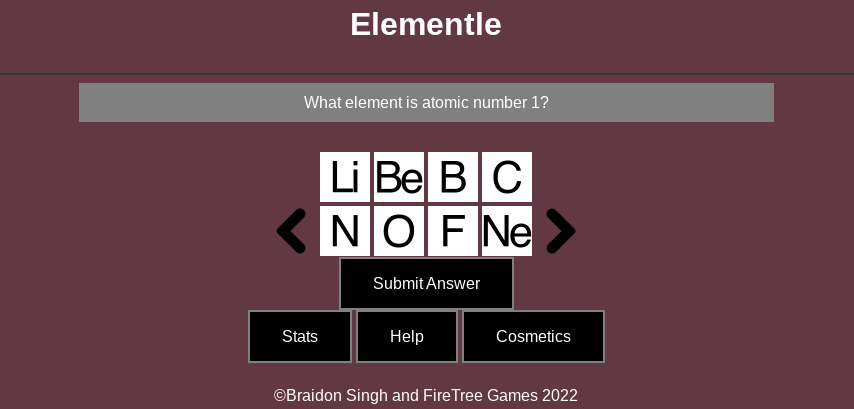 Elementle
What element is atomic number 1?
Li Be B C
N O F Ne
Submit Answer
Stats Help Cosmetics
©Braidon Singh and FireTree Games 2022